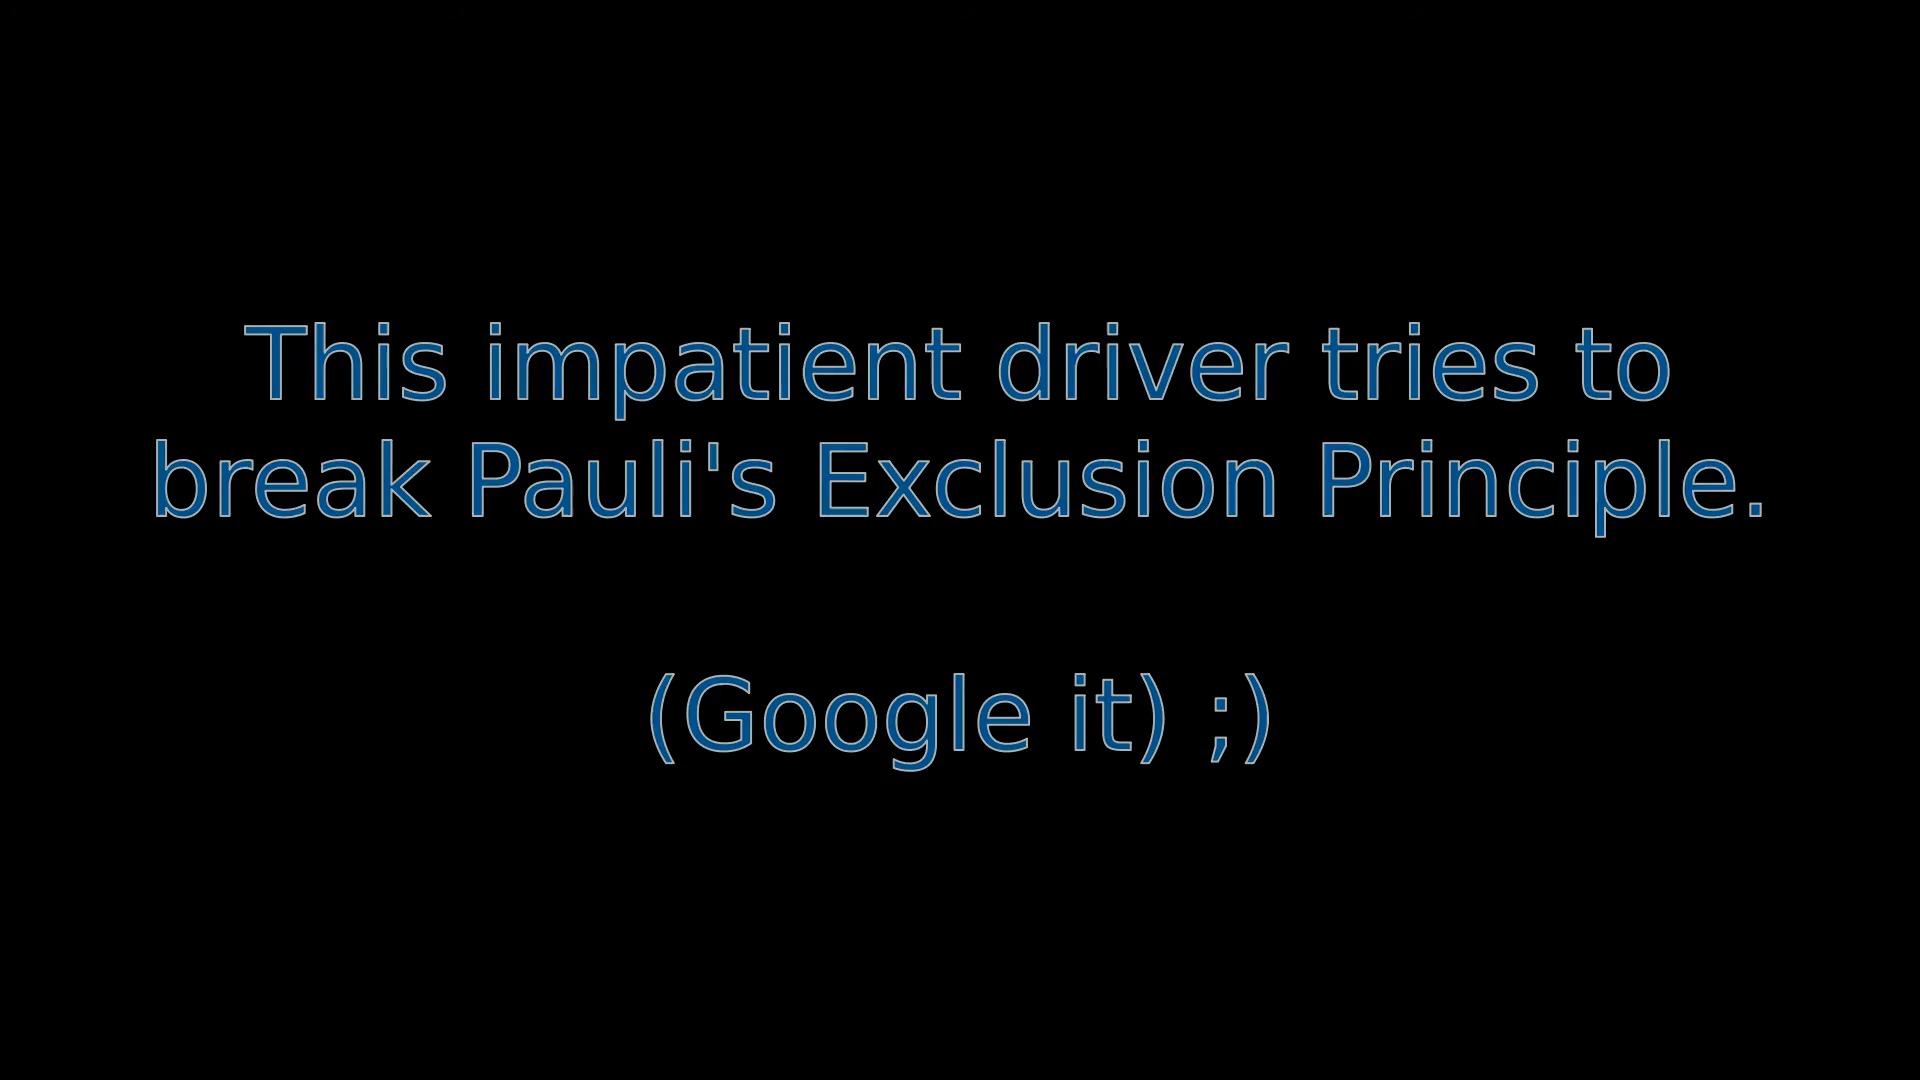 This impatient driver tries to
break Pauli's Exclusion Principle.
(Google it) ;)